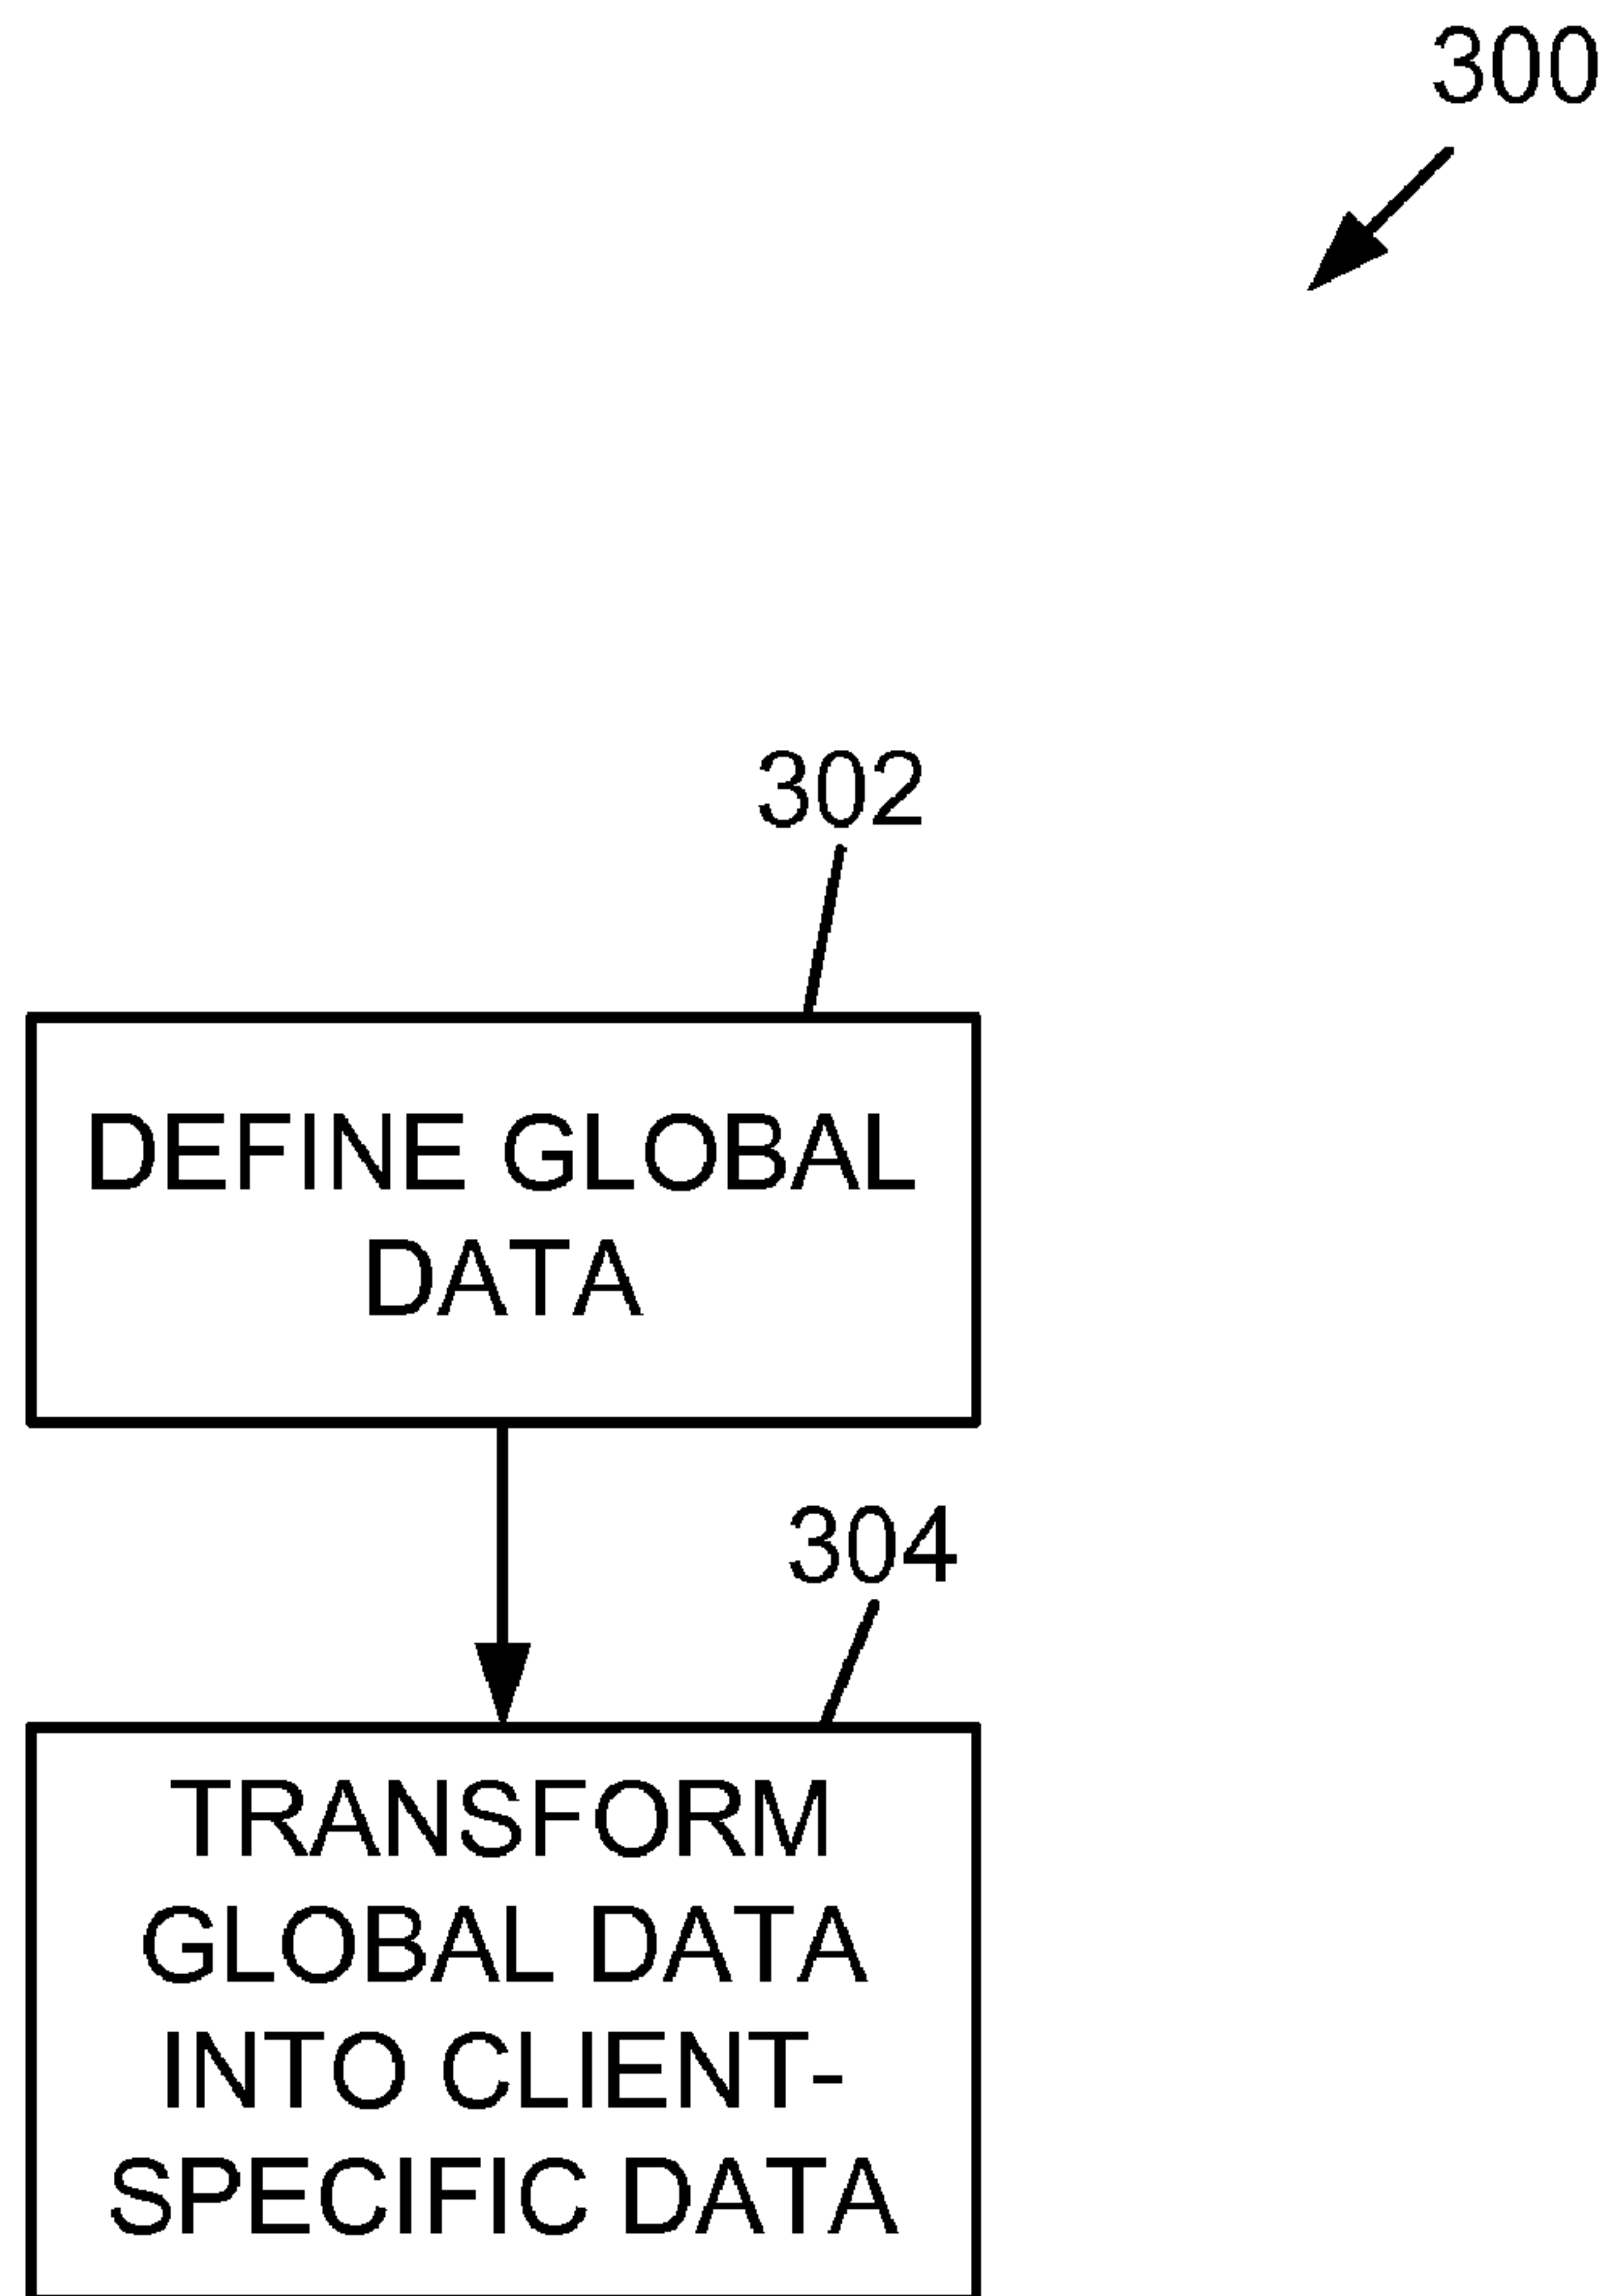 300
302
DEFINE GLOBAL
DATA
304
TRANSFORM
GLOBAL DATA
INTO CLIENT-
SPECIFIC DATA